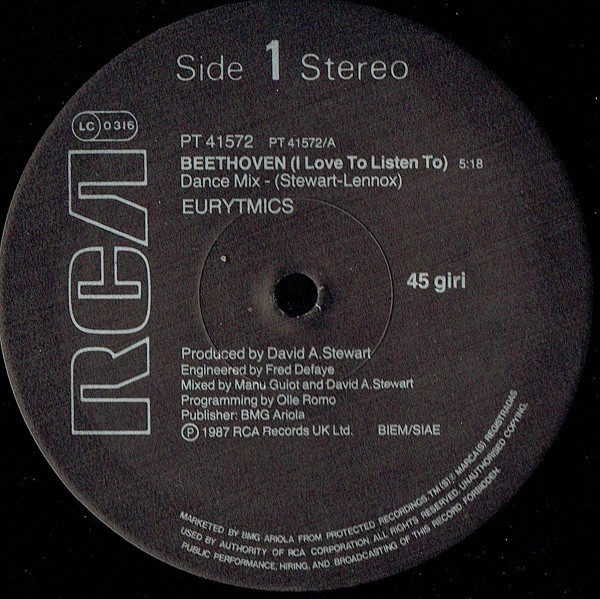 Side 1 Stereo
LC 0316
RCA
PT 41572 PT 41572/A
BEETHOVEN (I Love To Listen To) 5:18
Dance Mix - (Stewart-Lennox)
EURYTMICS
45 giri
Produced by David A.Stewart
Engineered by Fred Defaye
Mixed by Manu Guiot and David A.Stewart
Programming by Olle Romo
Publisher: BMG Ariola
Ⓟ 1987 RCA Records UK Ltd. BIEM/SIAE
MARKETED BY BMG ARIOLA FROM PROTECTED RECORDINGS. TM (S)® MARCA(S) REGISTRADAS
USED BY AUTHORITY OF RCA CORPORATION. ALL RIGHTS RESERVED. UNAUTHORISED COPYING,
PUBLIC PERFORMANCE, HIRING, AND BROADCASTING OF THIS RECORD FORBIDDEN.